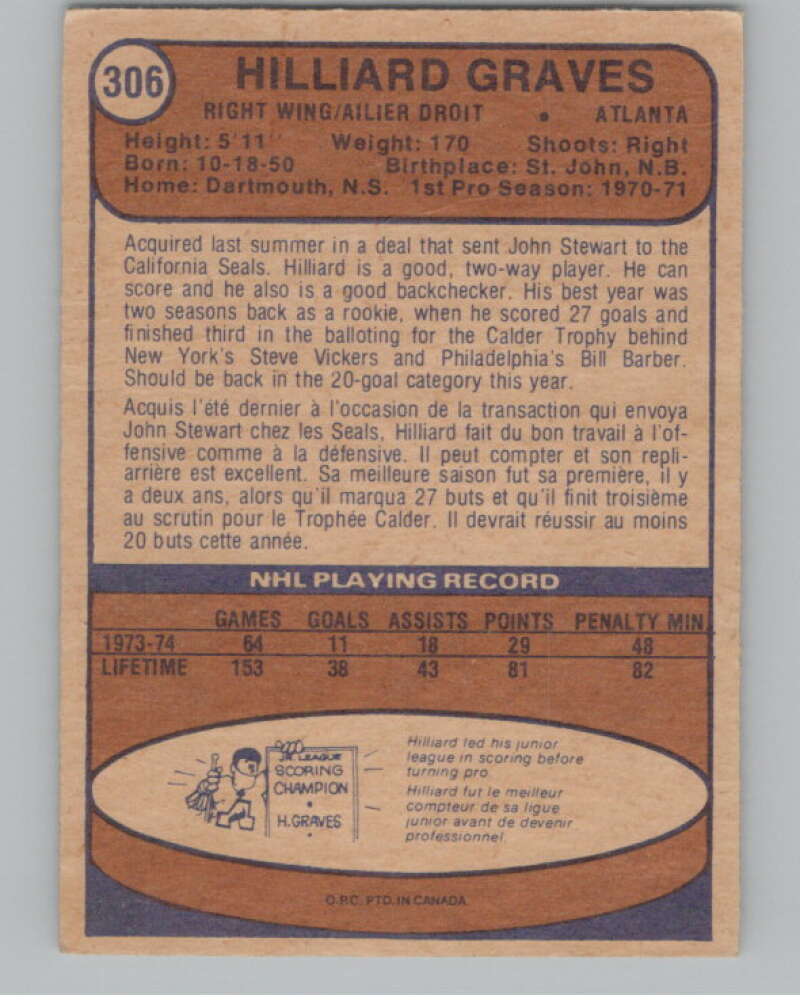 306
HILLIARD GRAVES
RIGHT WING/AILIER DROIT • ATLANTA
Height: 5'11" Weight: 170 Shoots: Right
Born: 10-18-50 Birthplace: St. John, N.B.
Home: Dartmouth, N.S. 1st Pro Season: 1970-71
Acquired last summer in a deal that sent John Stewart to the
California Seals. Hilliard is a good, two-way player. He can
score and he also is a good backchecker. His best year was
two seasons back as a rookie, when he scored 27 goals and
finished third in the balloting for the Calder Trophy behind
New York's Steve Vickers and Philadelphia's Bill Barber.
Should be back in the 20-goal category this year.
Acquis l'été dernier à l'occasion de la transaction qui envoya
John Stewart chez les Seals, Hilliard fait du bon travail à l'of-
fensive comme à la défensive. Il peut compter et son repli-
arrière est excellent. Sa meilleure saison fut sa première, il y
a deux ans, alors qu'il marqua 27 buts et qu'il finit troisième
au scrutin pour le Trophée Calder. Il devrait réussir au moins
20 buts cette année.
NHL PLAYING RECORD
GAMES GOALS ASSISTS POINTS PENALTY MIN.
1973-74 64 11 18 29 48
LIFETIME 153 38 43 81 82
JR. LEAGUE
SCORING
CHAMPION
•
H. GRAVES
•
Hilliard led his junior
league in scoring before
turning pro.
Hilliard fut le meilleur
compteur de sa ligue
junior avant de devenir
professionnel.
O.P.C. PTD. IN CANADA